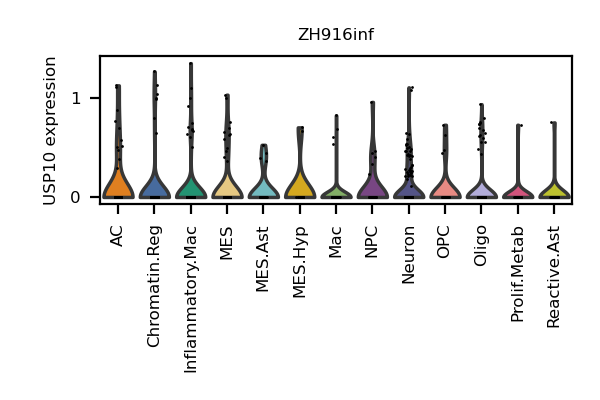 ZH916inf
USP10 expression
1
0
AC
Chromatin.Reg
Inflammatory.Mac
MES
MES.Ast
MES.Hyp
Mac
NPC
Neuron
OPC
Oligo
Prolif.Metab
Reactive.Ast